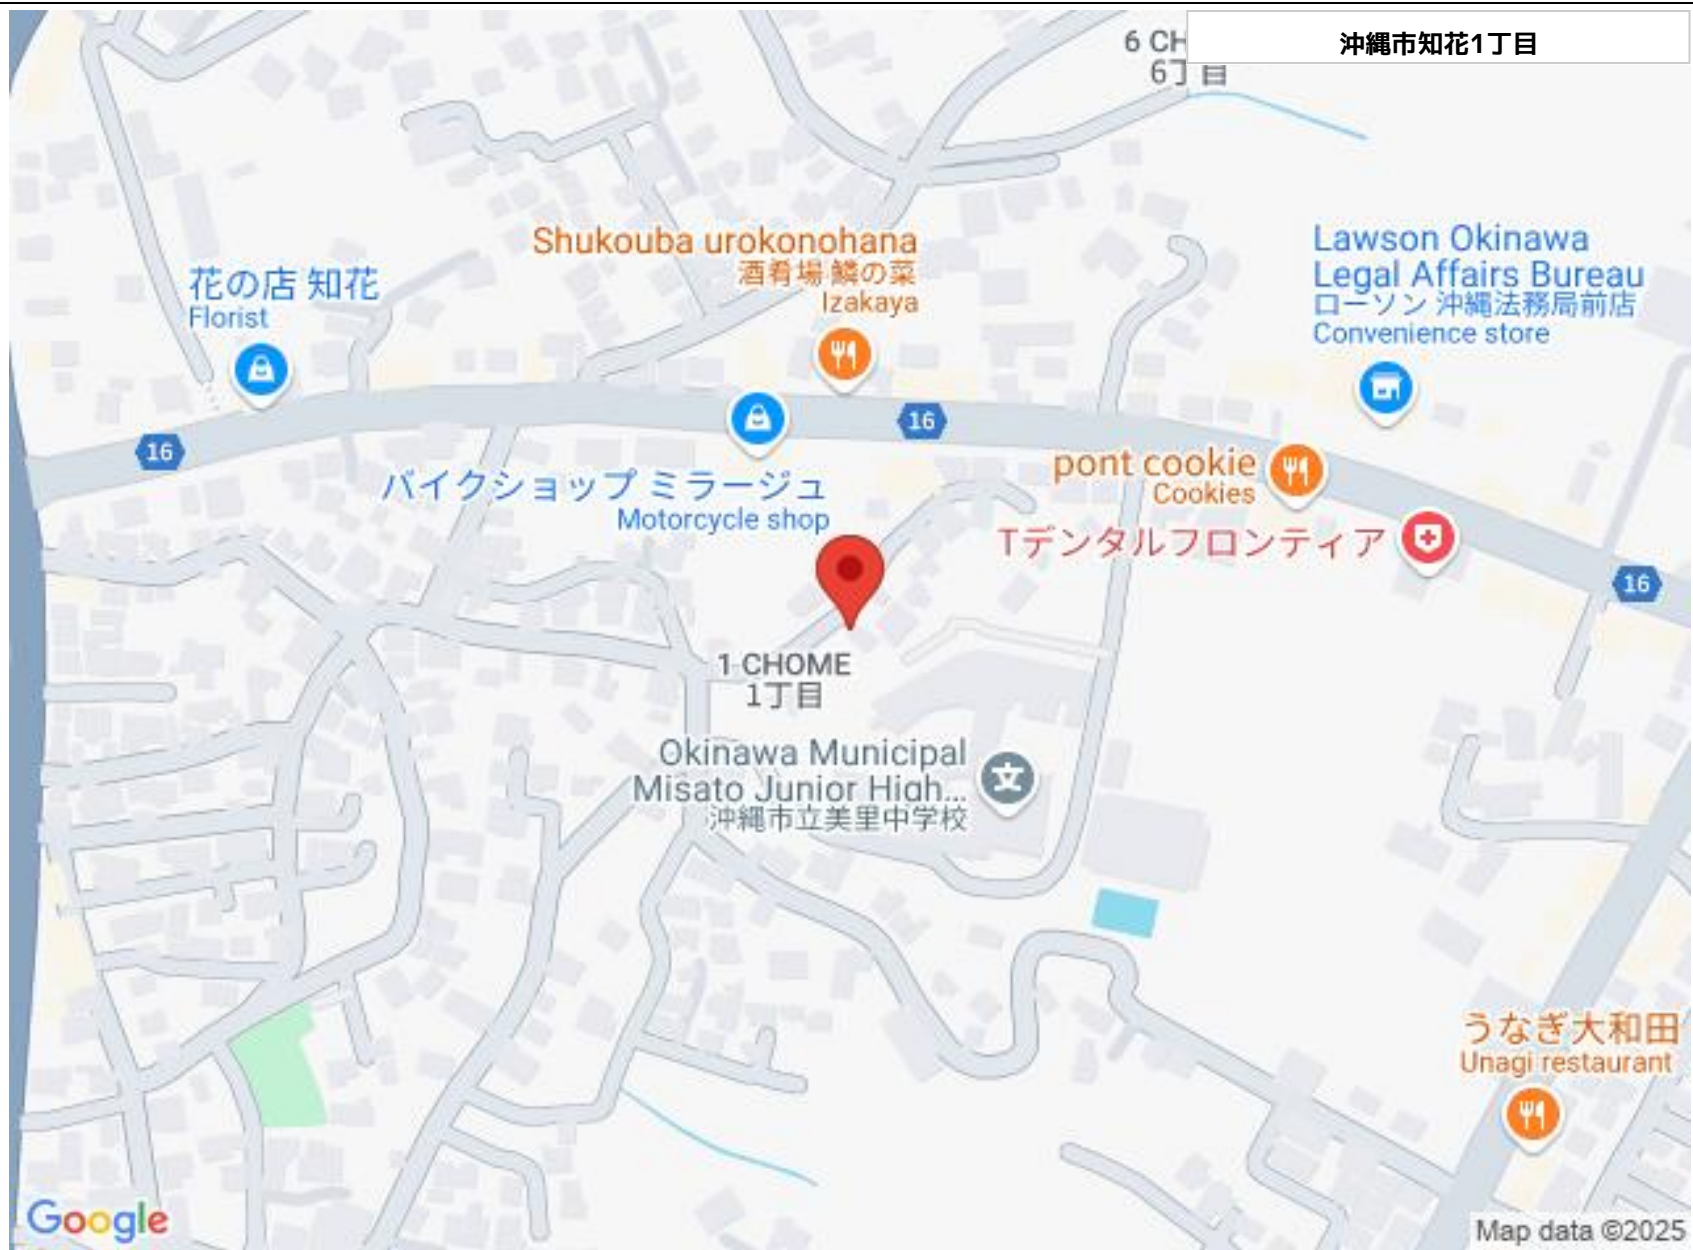 沖縄市知花1丁目
6 CH
6丁目
Shukouba urokonohana
酒肴場 鱗の菜
Izakaya
花の店 知花
Florist
Lawson Okinawa
Legal Affairs Bureau
ローソン 沖縄法務局前店
Convenience store
16
16
バイクショップ ミラージュ
Motorcycle shop
pont cookie
Cookies
Tデンタルフロンティア
16
1 CHOME
1丁目
Okinawa Municipal
Misato Junior High...
沖縄市立美里中学校
文
うなぎ大和田
Unagi restaurant
Google
Map data ©2025